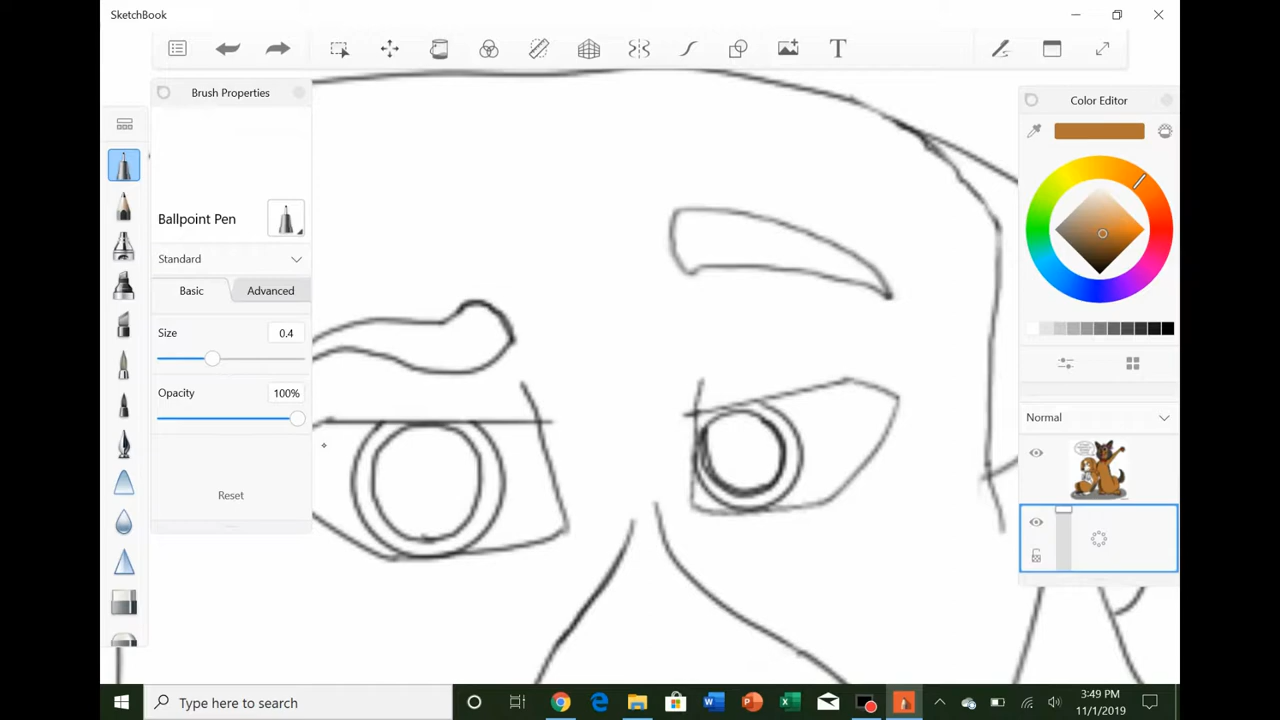 SketchBook
T
Brush Properties
Color Editor
Ballpoint Pen
Standard
Basic
Advanced
Size
0.4
Opacity
100%
Reset
Normal
Type here to search
3:49 PM
11/1/2019